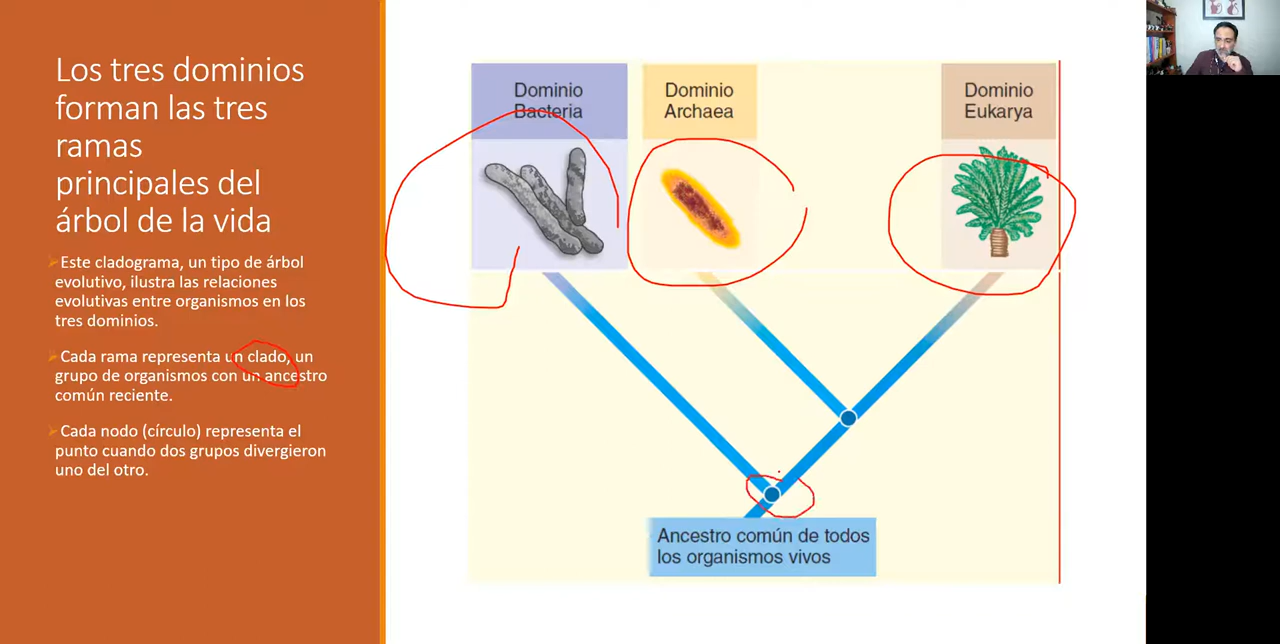 Los tres dominios
forman las tres
ramas
principales del
árbol de la vida
Este cladograma, un tipo de árbol
evolutivo, ilustra las relaciones
evolutivas entre organismos en los
tres dominios.
Cada rama representa un clado, un
grupo de organismos con un ancestro
común reciente.
Cada nodo (círculo) representa el
punto cuando dos grupos divergieron
uno del otro.
Dominio
Bacteria
Dominio
Archaea
Dominio
Eukarya
Ancestro común de todos
los organismos vivos